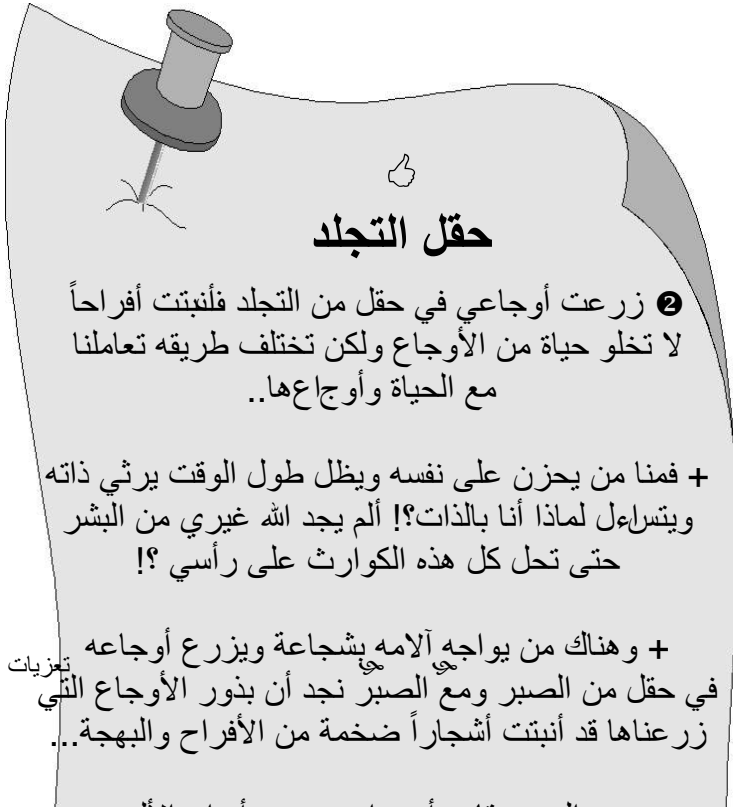 حقل التجلد
❷ زرعت أوجاعي في حقل من التجلد فأنبتت أفراحاً
لا تخلو حياة من الأوجاع ولكن تختلف طريقه تعاملنا
مع الحياة وأوجاعها..
+ فمنا من يحزن على نفسه ويظل طول الوقت يرثي ذاته
ويتساءل لماذا أنا بالذات؟! ألم يجد الله غيري من البشر
حتى تحل كل هذه الكوارث على رأسي ؟!
+ وهناك من يواجه آلامه بشجاعة ويزرع أوجاعه
تعزيات
في حقل من الصبر ومع الصبر نجد أن بذور الأوجاع التي
زرعناها قد أنبتت أشجاراً ضخمة من الأفراح والبهجة...